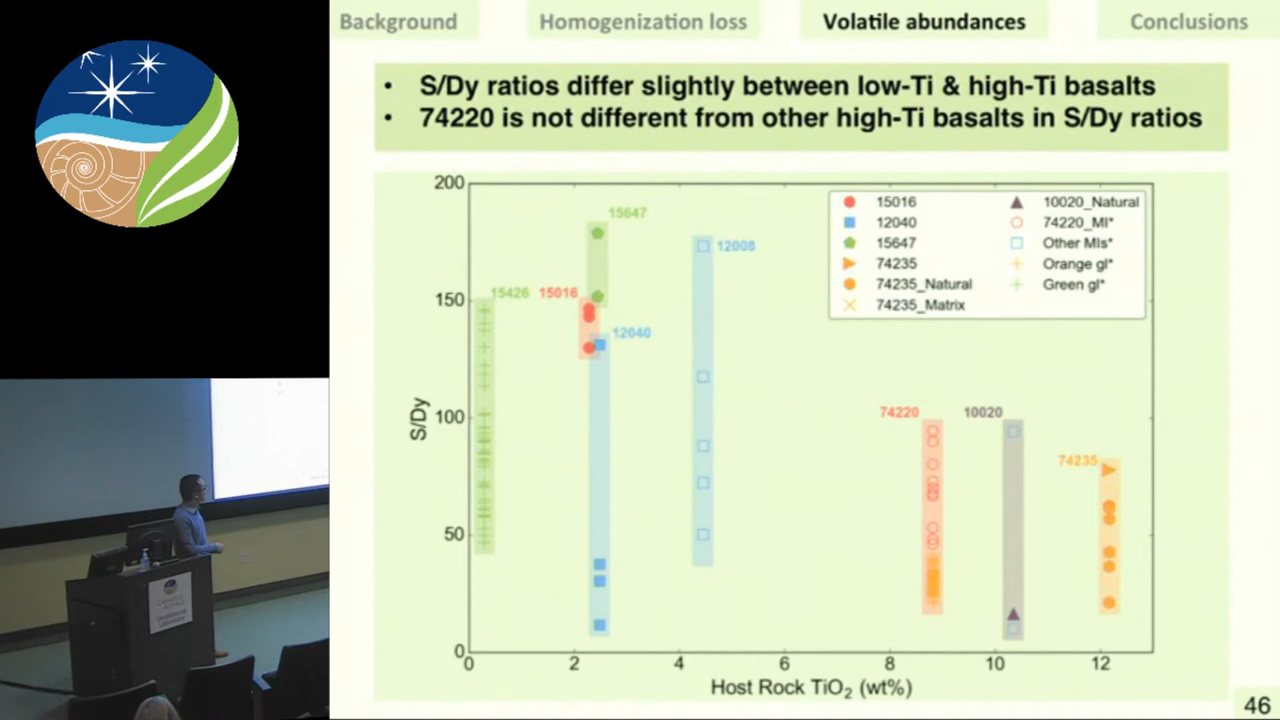 Background Homogenization loss Volatile abundances Conclusions
• S/Dy ratios differ slightly between low-Ti & high-Ti basalts
• 74220 is not different from other high-Ti basalts in S/Dy ratios
200
150
100
50
0
S/Dy
15426
15016
15647
12040
12008
74220
10020
74235
15016
12040
15647
74235
74235_Natural
74235_Matrix
10020_Natural
74220_MI*
Other MIs*
Orange gl*
Green gl*
0 2 4 6 8 10 12
Host Rock TiO₂ (wt%)
46